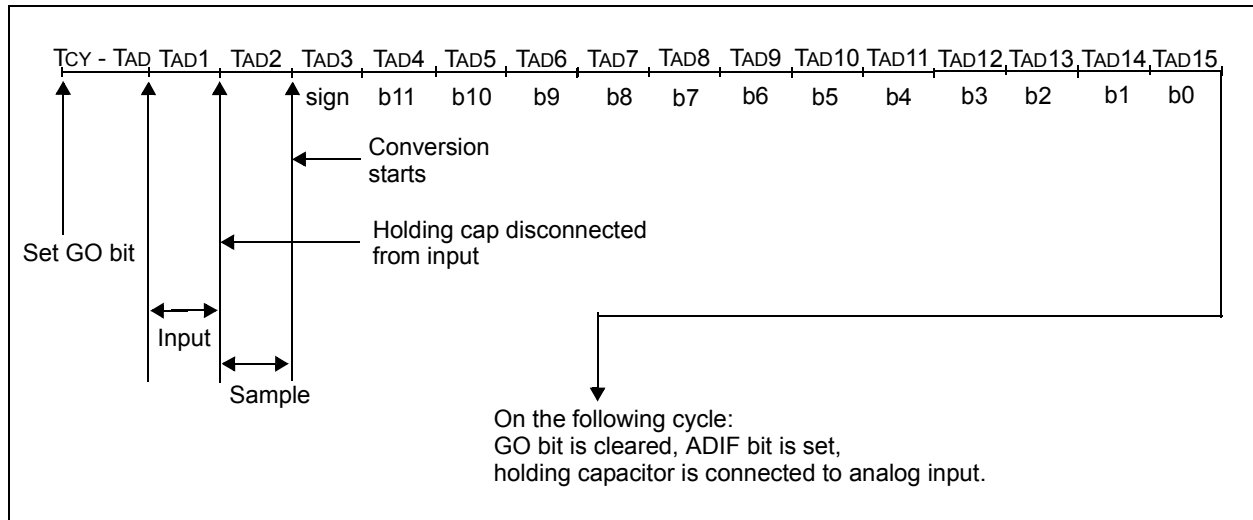 TCY - TAD TAD1 TAD2 TAD3 TAD4 TAD5 TAD6 TAD7 TAD8 TAD9 TAD10 TAD11 TAD12 TAD13 TAD14 TAD15
sign b11 b10 b9 b8 b7 b6 b5 b4 b3 b2 b1 b0
Conversion
starts
Holding cap disconnected
from input
Set GO bit
Input
Sample
On the following cycle:
GO bit is cleared, ADIF bit is set,
holding capacitor is connected to analog input.